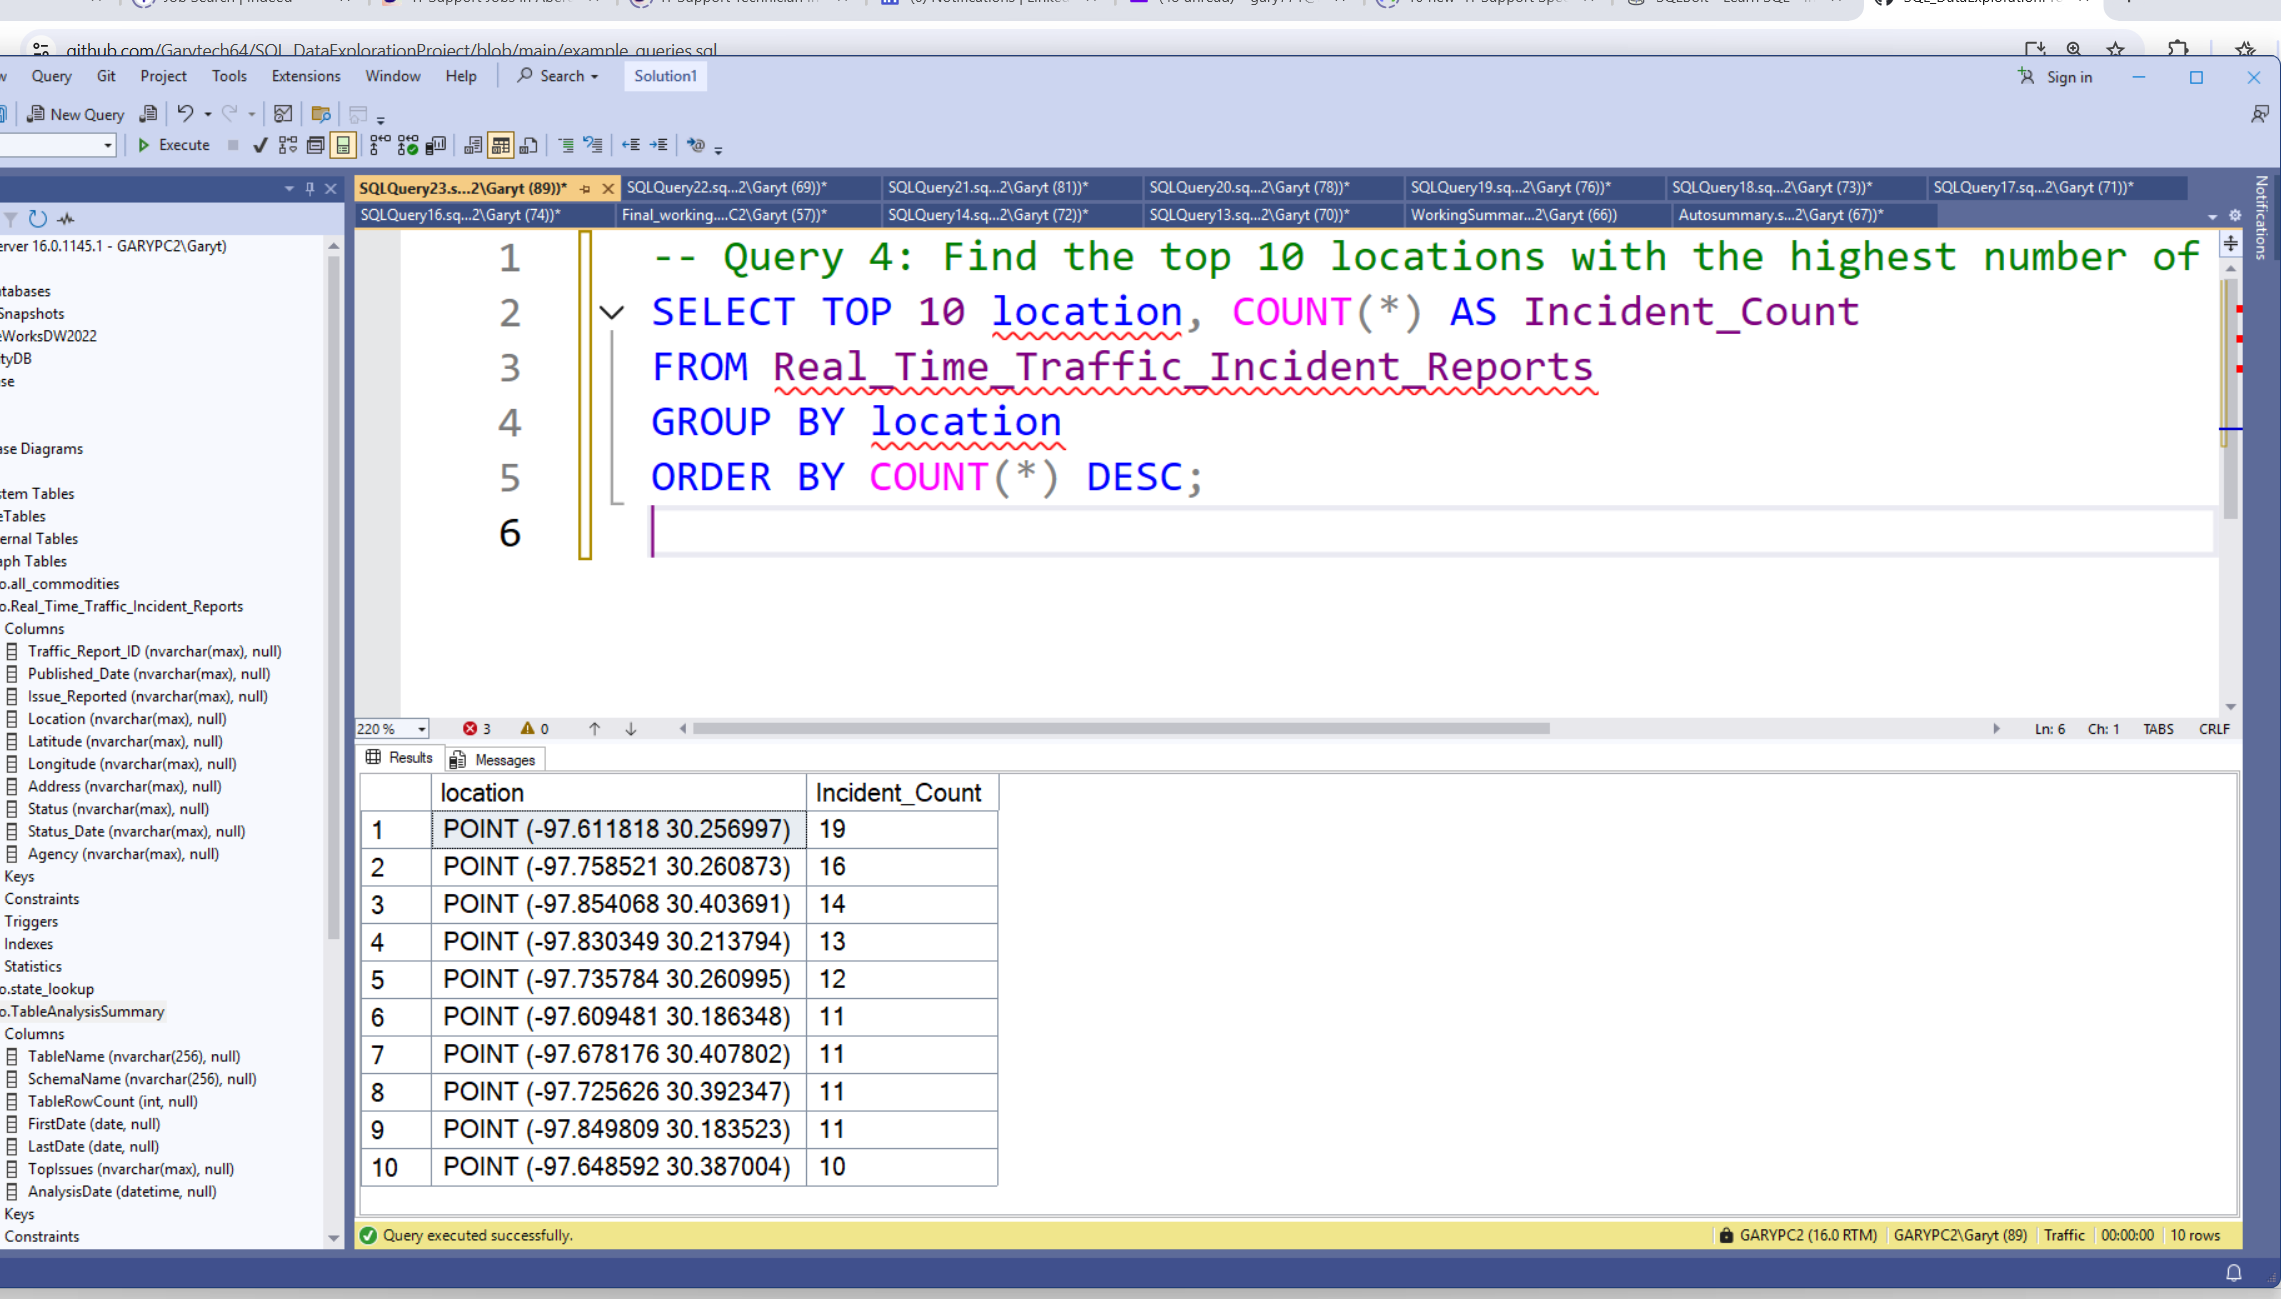 github.com/Garytech64/SQL_DataExplorationProject/blob/main/example_queries.sql
Query Git Project Tools Extensions Window Help Search Solution1 Sign in
New Query
Execute
SQLQuery23.s...2\Garyt (89))* SQLQuery22.sq...2\Garyt (69))* SQLQuery21.sq...2\Garyt (81))* SQLQuery20.sq...2\Garyt (78))* SQLQuery19.sq...2\Garyt (76))* SQLQuery18.sq...2\Garyt (73))* SQLQuery17.sq...2\Garyt (71))*
SQLQuery16.sq...2\Garyt (74))* Final_working....C2\Garyt (57))* SQLQuery14.sq...2\Garyt (72))* SQLQuery13.sq...2\Garyt (70))* WorkingSummar...2\Garyt (66)) Autosummary.s...2\Garyt (67))*
Notifications
erver 16.0.1145.1 - GARYPC2\Garyt)
tabases
Snapshots
eWorksDW2022
tyDB
se
se Diagrams
tem Tables
eTables
ernal Tables
aph Tables
o.all_commodities
o.Real_Time_Traffic_Incident_Reports
Columns
Traffic_Report_ID (nvarchar(max), null)
Published_Date (nvarchar(max), null)
Issue_Reported (nvarchar(max), null)
Location (nvarchar(max), null)
Latitude (nvarchar(max), null)
Longitude (nvarchar(max), null)
Address (nvarchar(max), null)
Status (nvarchar(max), null)
Status_Date (nvarchar(max), null)
Agency (nvarchar(max), null)
Keys
Constraints
Triggers
Indexes
Statistics
o.state_lookup
o.TableAnalysisSummary
Columns
TableName (nvarchar(256), null)
SchemaName (nvarchar(256), null)
TableRowCount (int, null)
FirstDate (date, null)
LastDate (date, null)
TopIssues (nvarchar(max), null)
AnalysisDate (datetime, null)
Keys
Constraints
1 -- Query 4: Find the top 10 locations with the highest number of
2 SELECT TOP 10 location, COUNT(*) AS Incident_Count
3 FROM Real_Time_Traffic_Incident_Reports
4 GROUP BY location
5 ORDER BY COUNT(*) DESC;
6
220 % 3 0 Ln: 6 Ch: 1 TABS CRLF
Results Messages
location Incident_Count
1 POINT (-97.611818 30.256997) 19
2 POINT (-97.758521 30.260873) 16
3 POINT (-97.854068 30.403691) 14
4 POINT (-97.830349 30.213794) 13
5 POINT (-97.735784 30.260995) 12
6 POINT (-97.609481 30.186348) 11
7 POINT (-97.678176 30.407802) 11
8 POINT (-97.725626 30.392347) 11
9 POINT (-97.849809 30.183523) 11
10 POINT (-97.648592 30.387004) 10
Query executed successfully. GARYPC2 (16.0 RTM) GARYPC2\Garyt (89) Traffic 00:00:00 10 rows